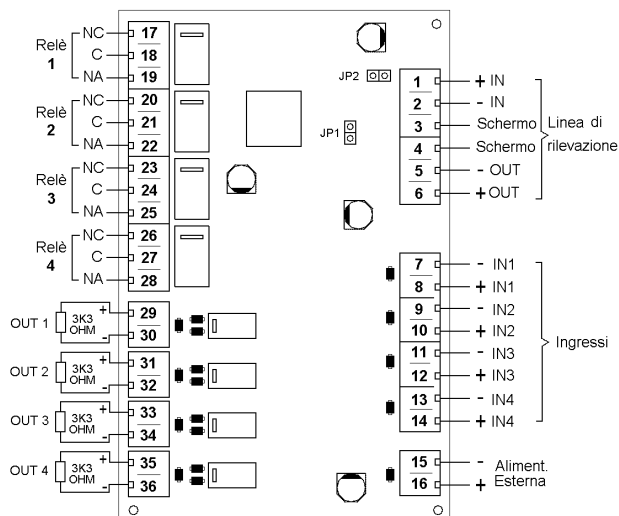 NC 17
Relè 1
C 18
NA 19
NC 20
Relè 2
C 21
NA 22
NC 23
Relè 3
C 24
NA 25
NC 26
Relè 4
C 27
NA 28
OUT 1
3K3 OHM
+ 29
- 30
OUT 2
3K3 OHM
+ 31
- 32
OUT 3
3K3 OHM
+ 33
- 34
OUT 4
3K3 OHM
+ 35
- 36
JP2
JP1
1 + IN
2 - IN
3 Schermo
4 Schermo
5 - OUT
6 + OUT
Linea di
rilevazione
7 - IN1
8 + IN1
9 - IN2
10 + IN2
11 - IN3
12 + IN3
13 - IN4
14 + IN4
Ingressi
15 -
16 +
Aliment.
Esterna